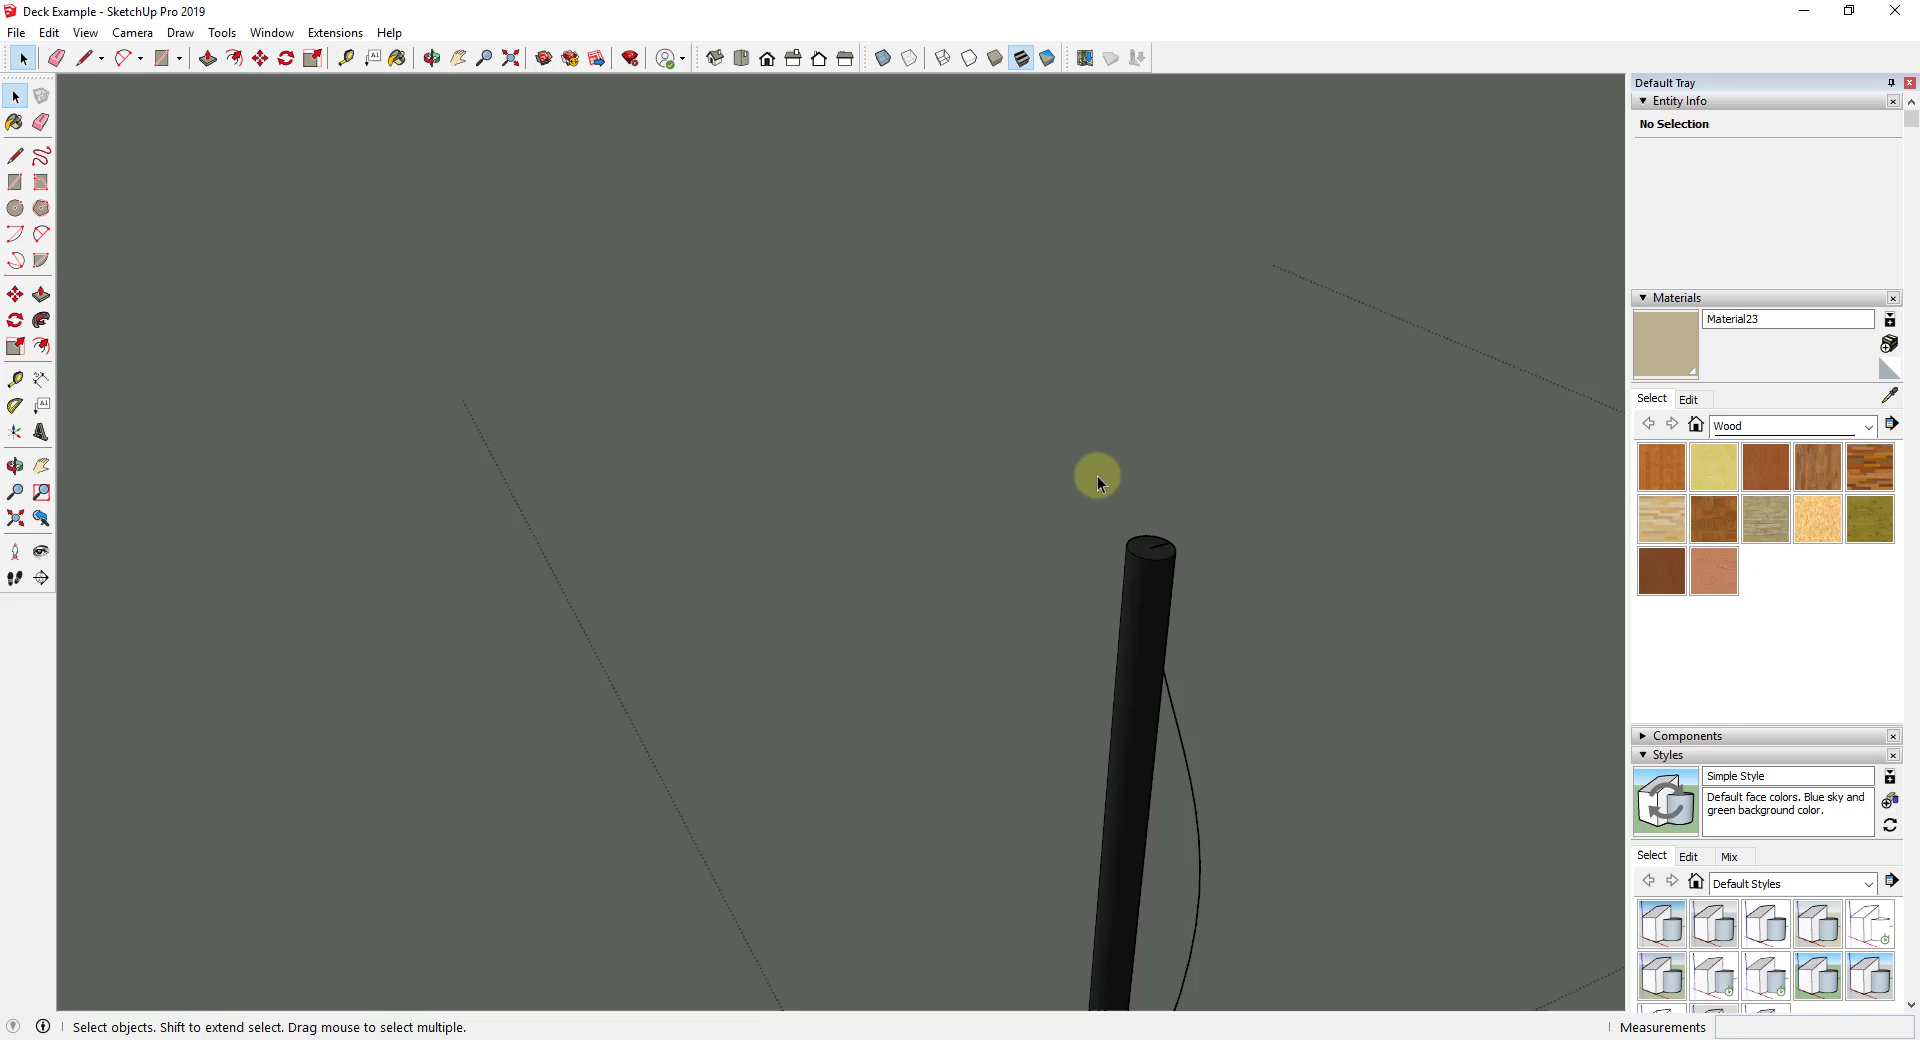 Deck Example - SketchUp Pro 2019
File Edit View Camera Draw Tools Window Extensions Help
Default Tray
Entity Info
No Selection
Materials
Material23
Select Edit
Wood
Components
Styles
Simple Style
Default face colors. Blue sky and
green background color.
Select Edit Mix
Default Styles
Select objects. Shift to extend select. Drag mouse to select multiple.
Measurements